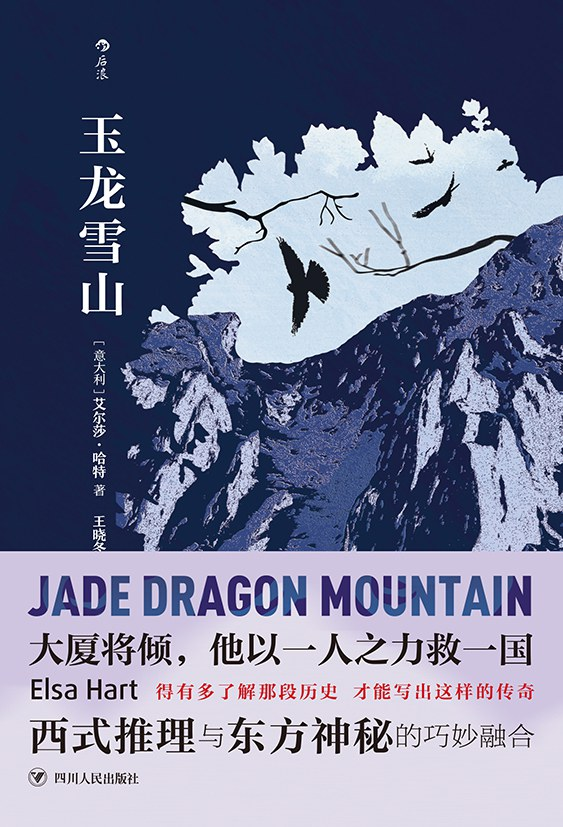 后浪
玉龙雪山
[意大利]艾尔莎·哈特 著
王晓冬
JADE DRAGON MOUNTAIN
大厦将倾，他以一人之力救一国
Elsa Hart 得有多了解那段历史 才能写出这样的传奇
西式推理与东方神秘的巧妙融合
四川人民出版社